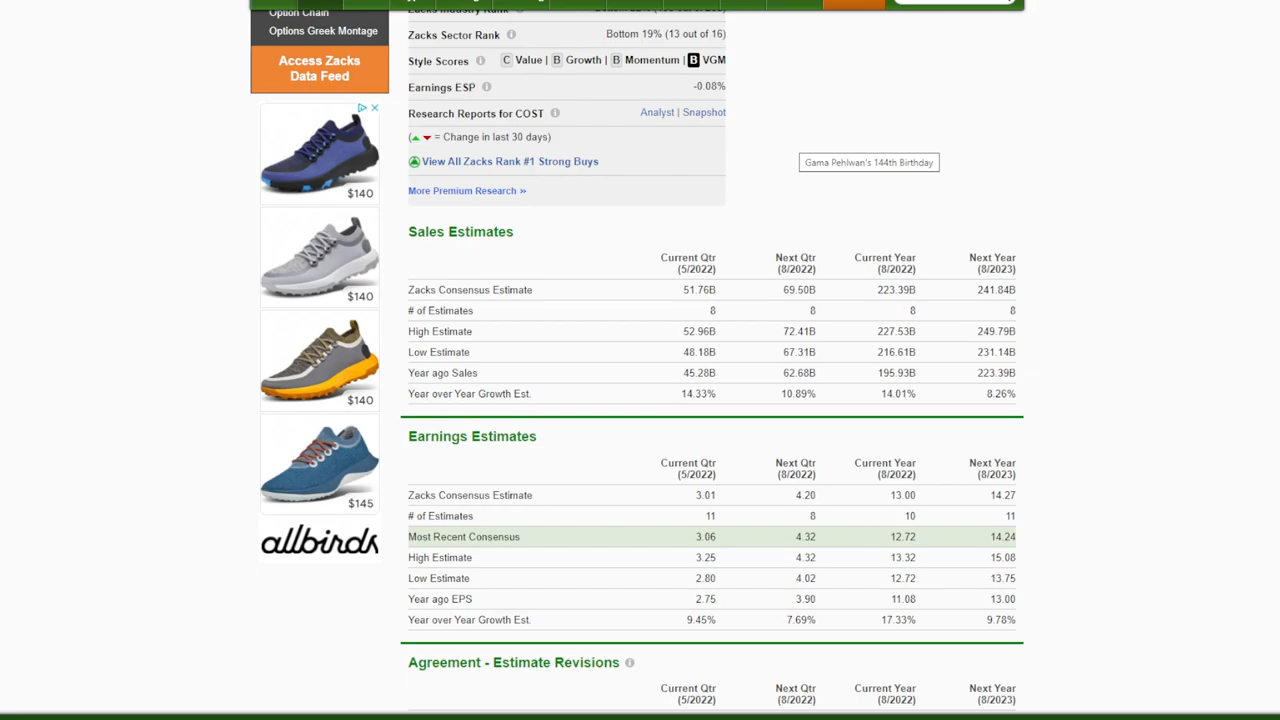 Option Chain
Options Greek Montage
Access Zacks
Data Feed
$140
$140
$140
$145
allbirds
Zacks Sector Rank Bottom 19% (13 out of 16)
Style Scores C Value | B Growth | B Momentum | B VGM
Earnings ESP -0.08%
Research Reports for COST Analyst | Snapshot
( = Change in last 30 days)
View All Zacks Rank #1 Strong Buys
More Premium Research »
Gama Pehlwan's 144th Birthday
Sales Estimates
Current Qtr Next Qtr Current Year Next Year
(5/2022) (8/2022) (8/2022) (8/2023)
Zacks Consensus Estimate 51.76B 69.50B 223.39B 241.84B
# of Estimates 8 8 8 8
High Estimate 52.96B 72.41B 227.53B 249.79B
Low Estimate 48.18B 67.31B 216.61B 231.14B
Year ago Sales 45.28B 62.68B 195.93B 223.39B
Year over Year Growth Est. 14.33% 10.89% 14.01% 8.26%
Earnings Estimates
Current Qtr Next Qtr Current Year Next Year
(5/2022) (8/2022) (8/2022) (8/2023)
Zacks Consensus Estimate 3.01 4.20 13.00 14.27
# of Estimates 11 8 10 11
Most Recent Consensus 3.06 4.32 12.72 14.24
High Estimate 3.25 4.32 13.32 15.08
Low Estimate 2.80 4.02 12.72 13.75
Year ago EPS 2.75 3.90 11.08 13.00
Year over Year Growth Est. 9.45% 7.69% 17.33% 9.78%
Agreement - Estimate Revisions
Current Qtr Next Qtr Current Year Next Year
(5/2022) (8/2022) (8/2022) (8/2023)